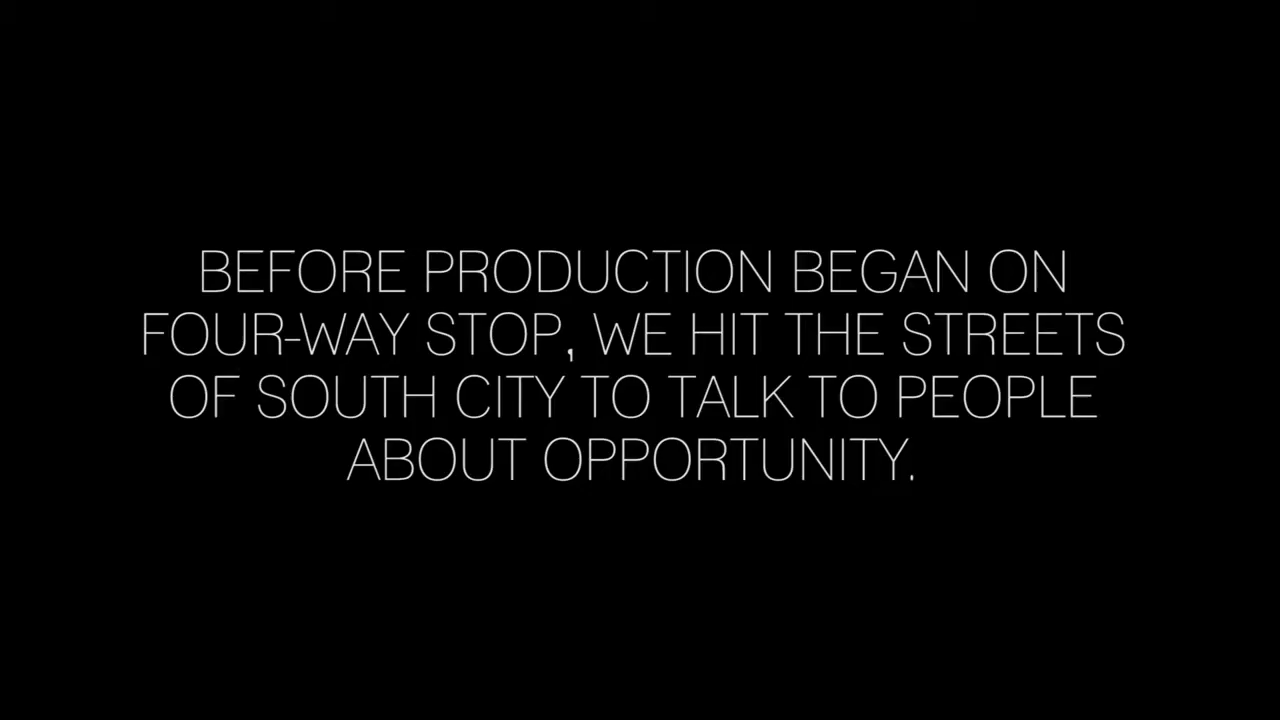 BEFORE PRODUCTION BEGAN ON
FOUR-WAY STOP, WE HIT THE STREETS
OF SOUTH CITY TO TALK TO PEOPLE
ABOUT OPPORTUNITY.